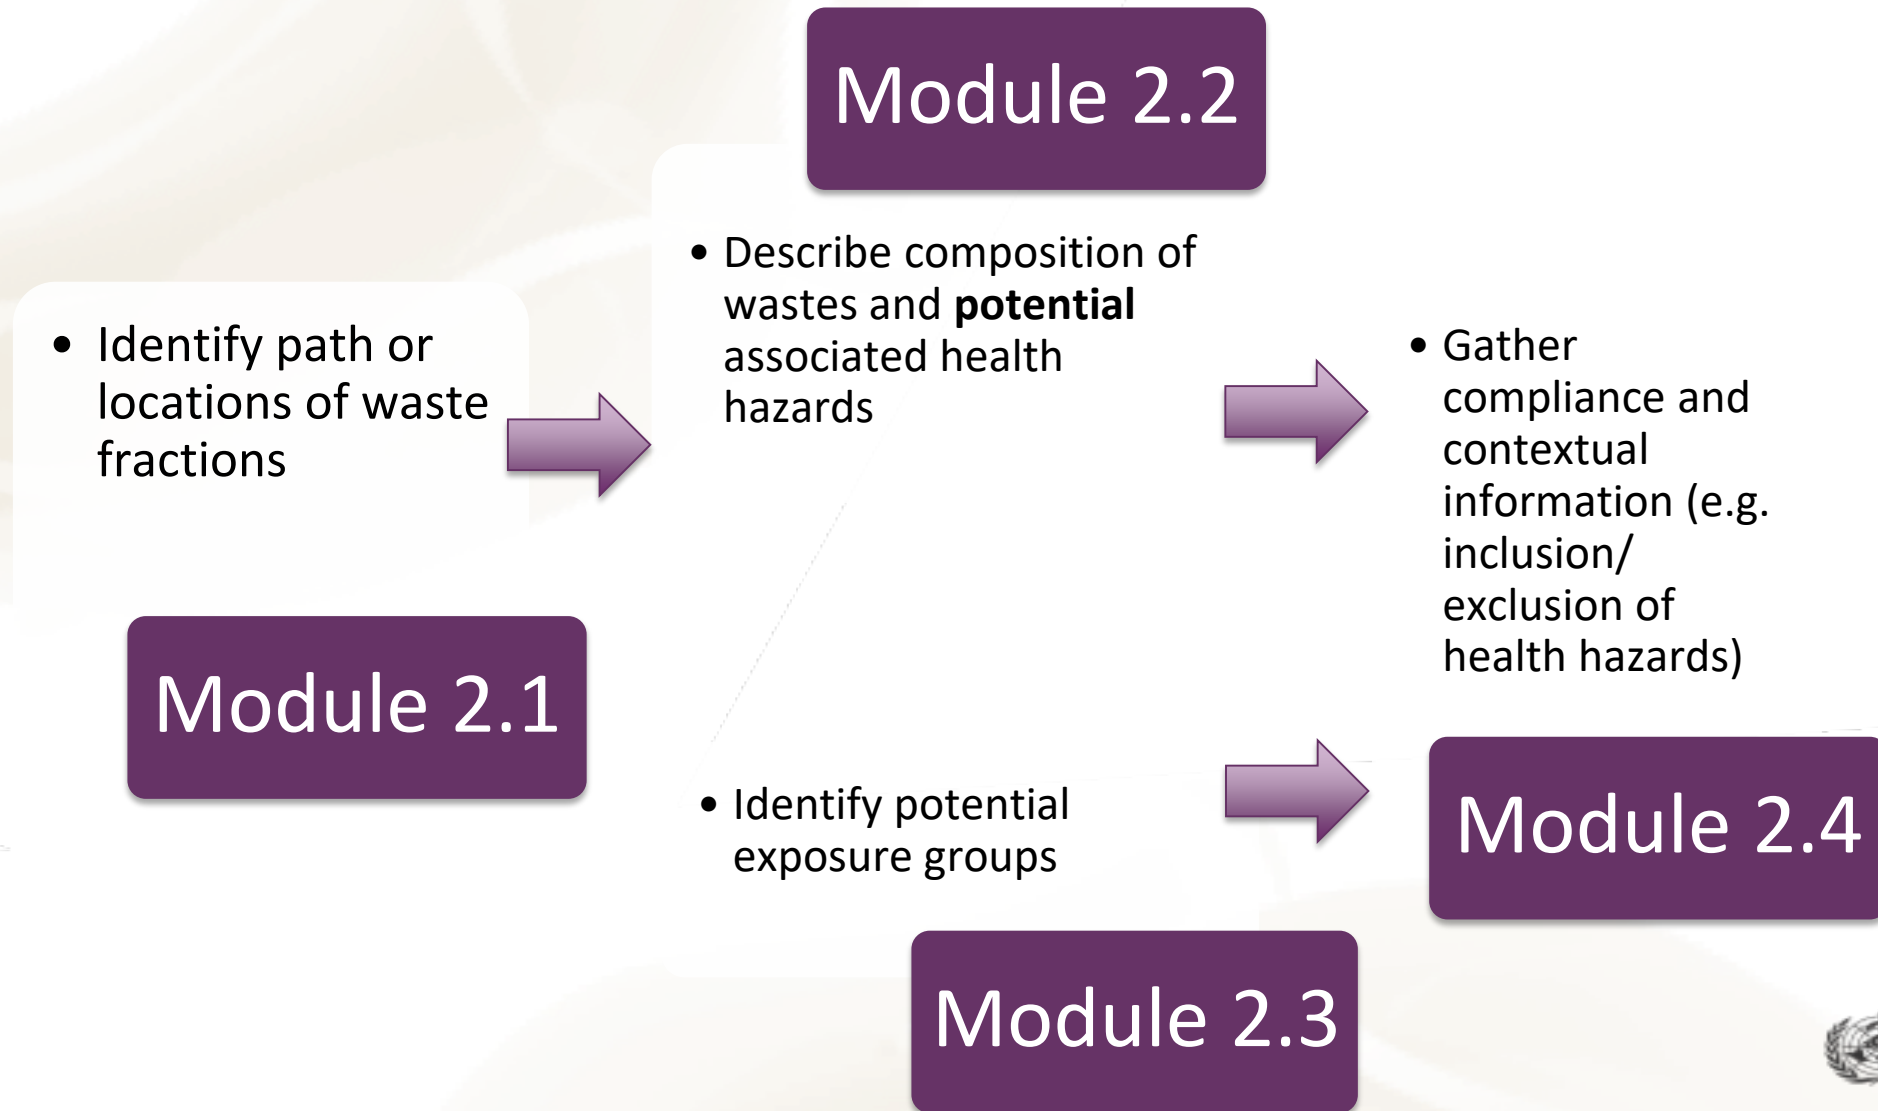 Module 2.2
• Describe composition of
wastes and potential
associated health
hazards
• Identify path or
locations of waste
fractions
Module 2.1
• Gather
compliance and
contextual
information (e.g.
inclusion/
exclusion of
health hazards)
Module 2.4
• Identify potential
exposure groups
Module 2.3